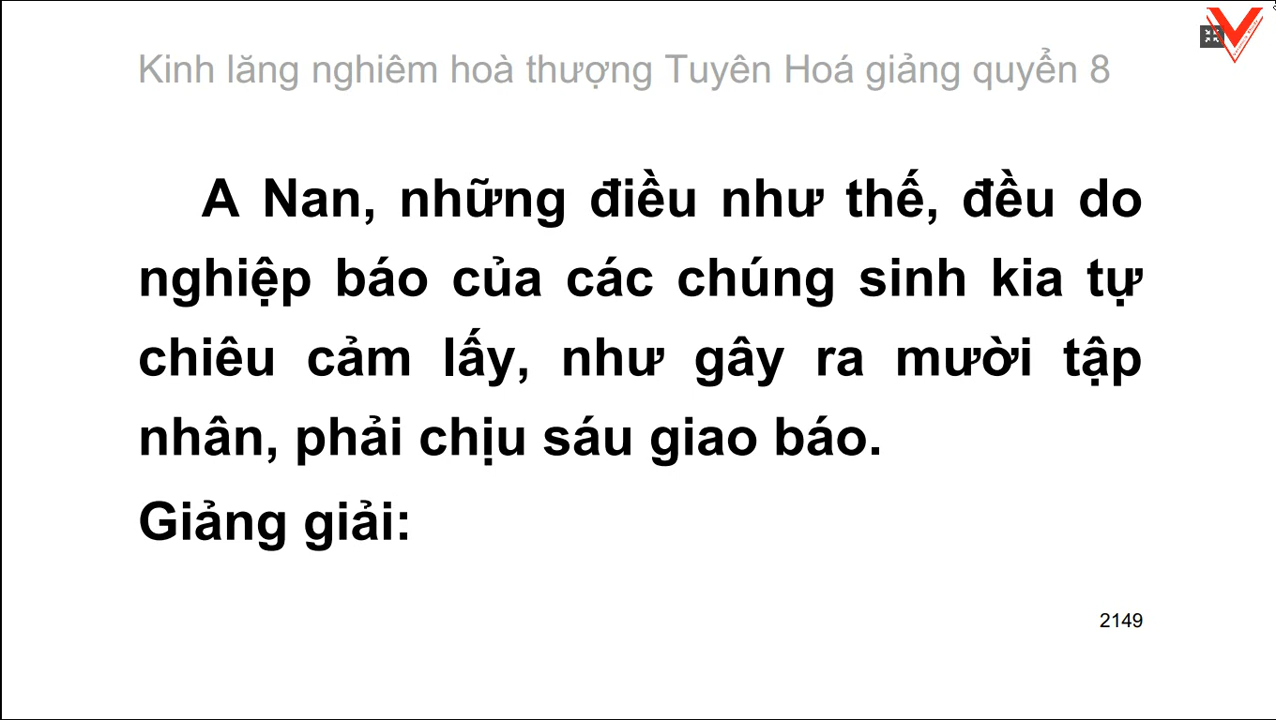 Kinh lăng nghiêm hoà thượng Tuyên Hoá giảng quyển 8
A Nan, những điều như thế, đều do
nghiệp báo của các chúng sinh kia tự
chiêu cảm lấy, như gây ra mười tập
nhân, phải chịu sáu giao báo.
Giảng giải:
2149